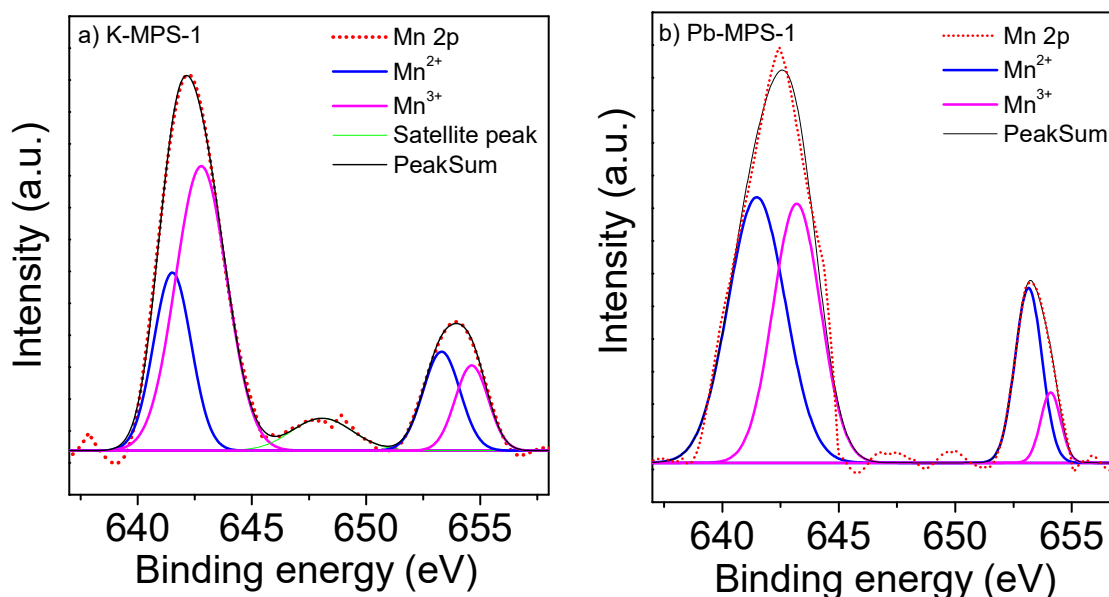 a) K-MPS-1
Mn 2p
Mn²⁺
Mn³⁺
Satellite peak
PeakSum
Intensity (a.u.)
640 645 650 655
Binding energy (eV)
b) Pb-MPS-1
Mn 2p
Mn²⁺
Mn³⁺
PeakSum
Intensity (a.u.)
640 645 650 655
Binding energy (eV)